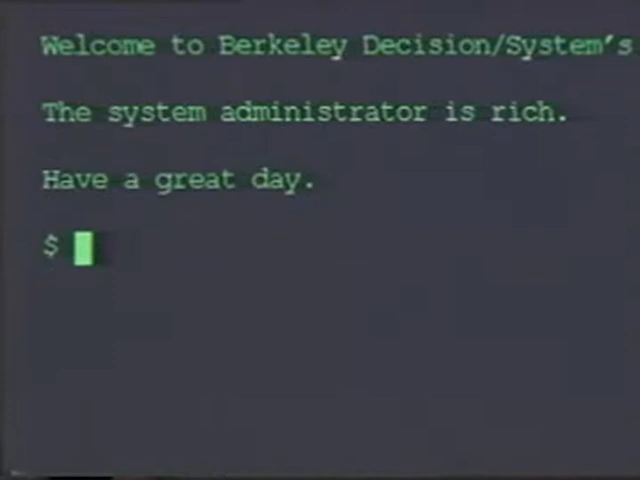 Welcome to Berkeley Decision/System's
The system administrator is rich.
Have a great day.
$